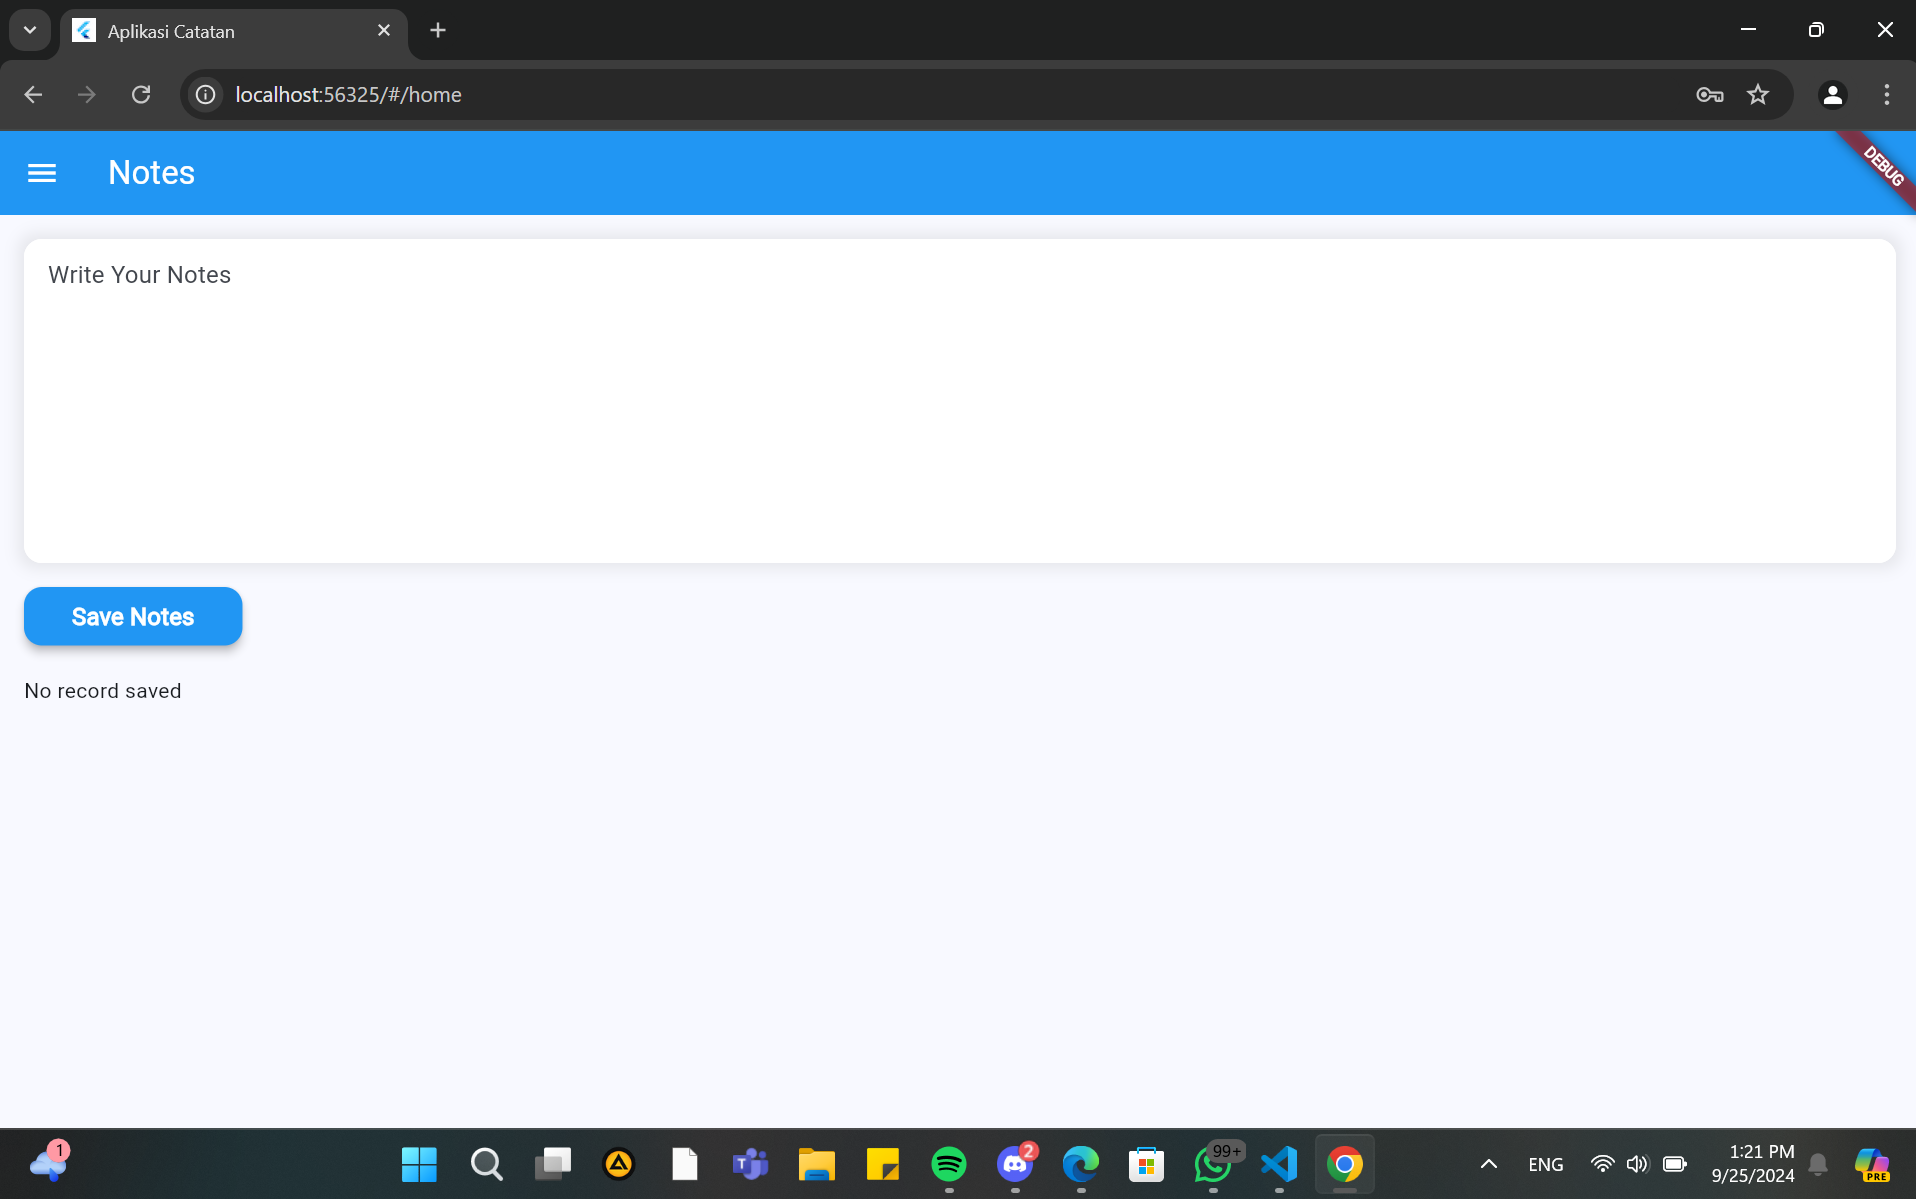 Aplikasi Catatan
localhost:56325/#/home
Notes
DEBUG
Write Your Notes
Save Notes
No record saved
1
T
2
99+
ENG
1:21 PM
9/25/2024
PRE